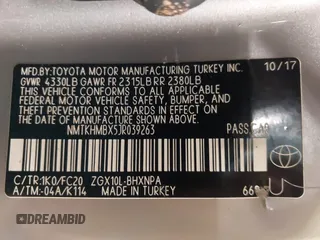 MFD. BY:TOYOTA MOTOR MANUFACTURING TURKEY INC. 10/17
GVWR 4330LB GAWR FR 2315LB RR 2380LB
THIS VEHICLE CONFORMS TO ALL APPLICABLE
FEDERAL MOTOR VEHICLE SAFETY, BUMPER, AND
THEFT PREVENTION STANDARDS IN EFFECT ON THE
DATE OF MANUFACTURE SHOWN ABOVE.
NMTKHMBX5JR039263 PASS.
C/TR:1K0/FC20 ZGX10L-BHXNPA
A/TM:-04A/K114 MADE IN TURKEY